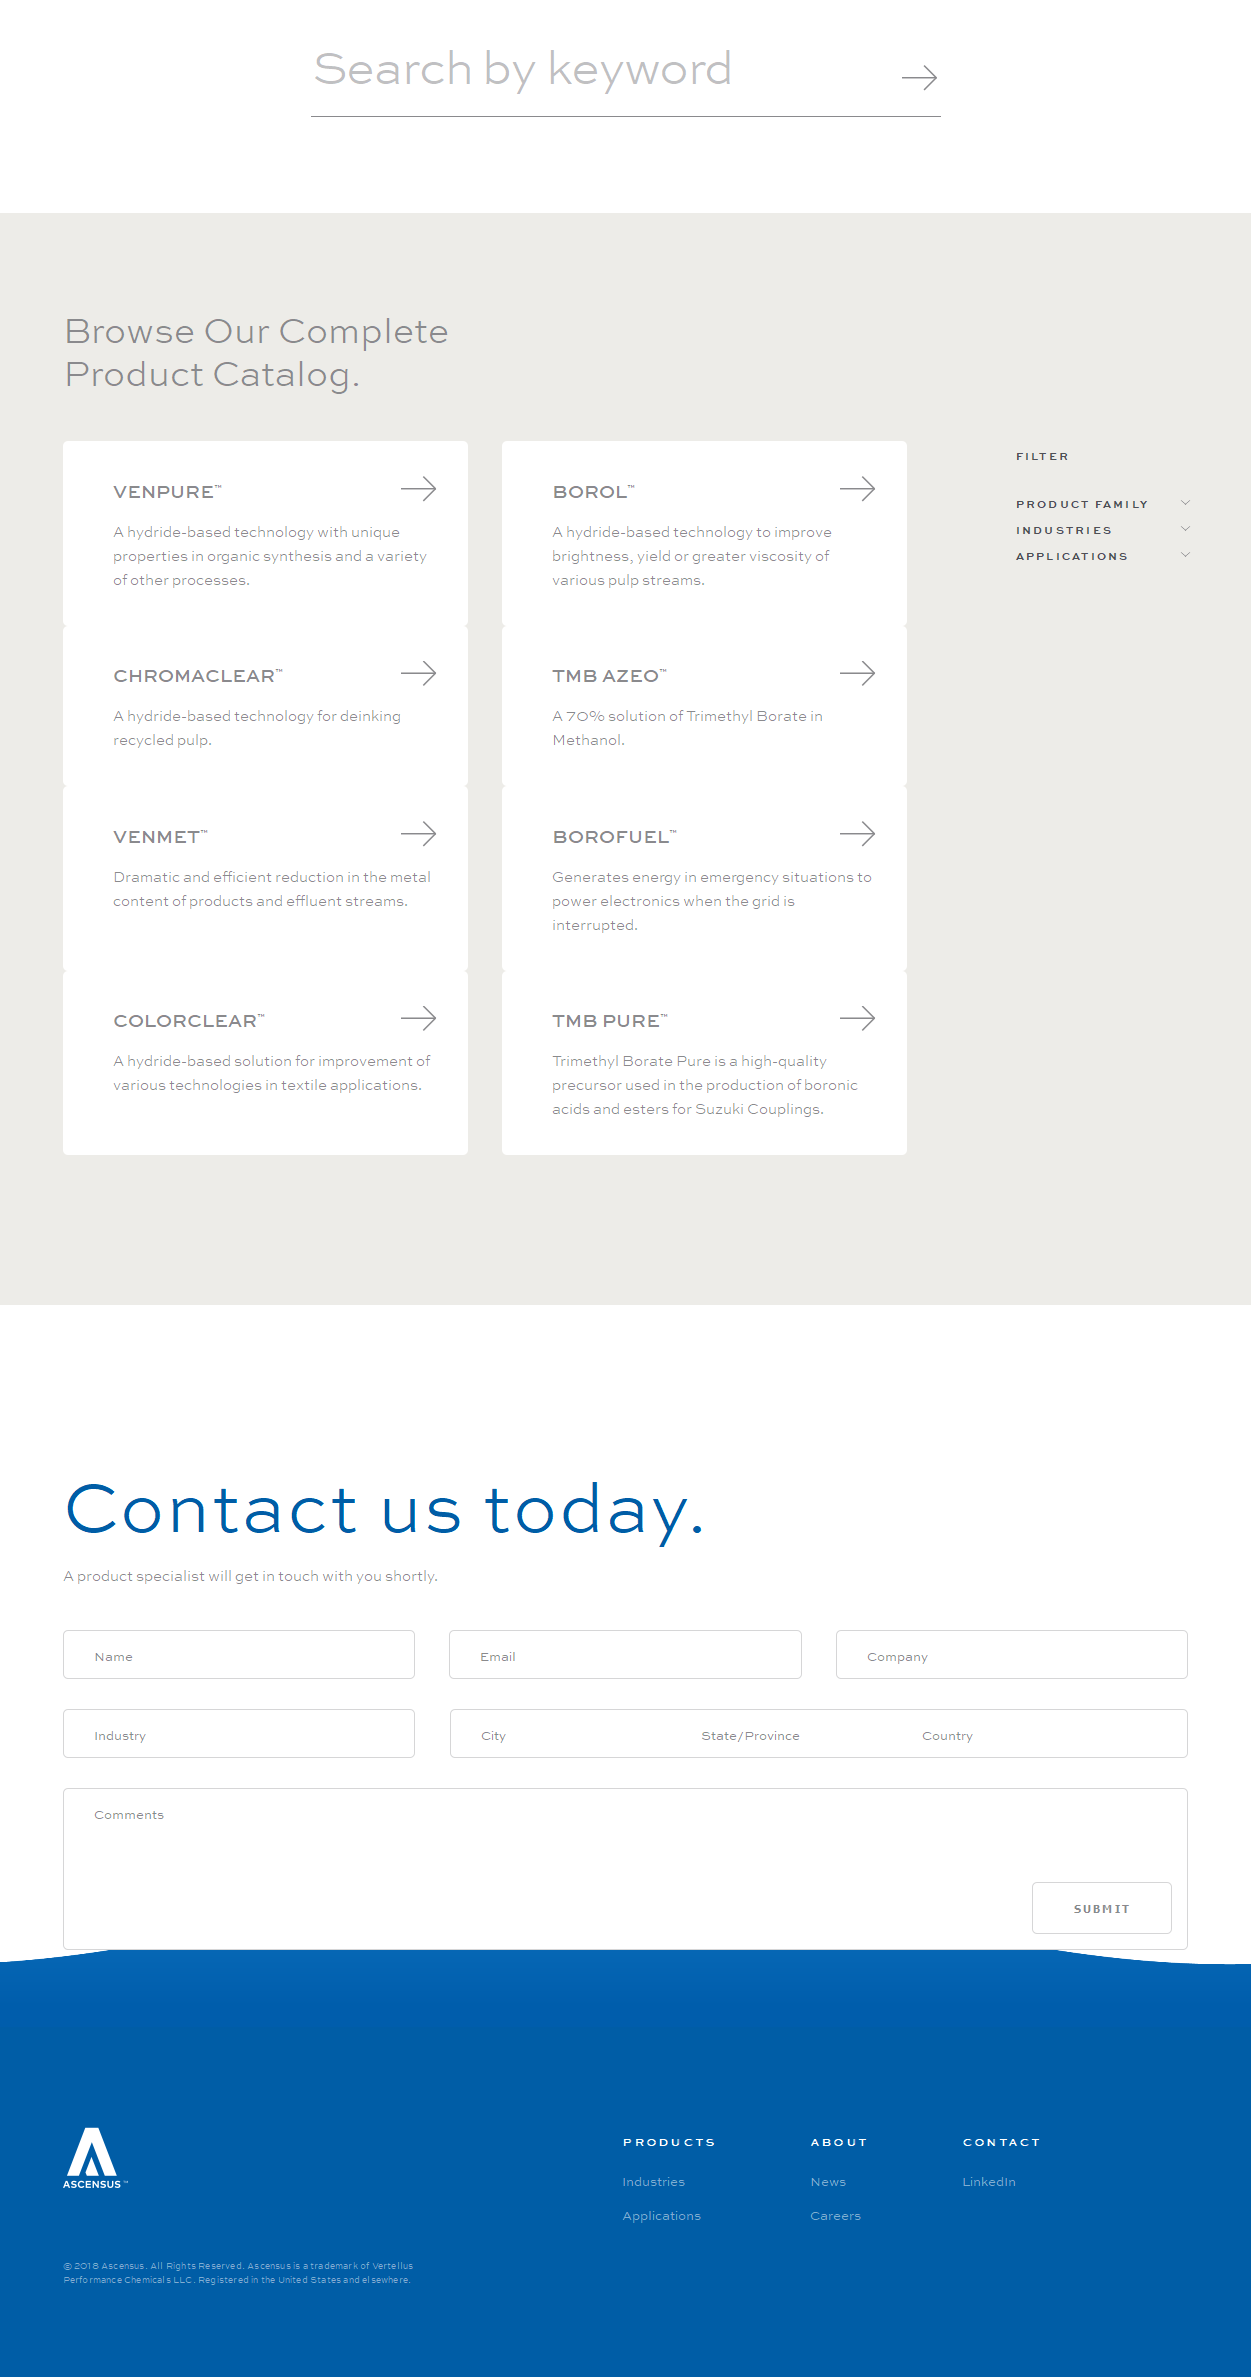 Search by keyword
Browse Our Complete
Product Catalog.
VENPURE™
A hydride-based technology with unique
properties in organic synthesis and a variety
of other processes.
BOROL™
A hydride-based technology to improve
brightness, yield or greater viscosity of
various pulp streams.
FILTER
PRODUCT FAMILY
INDUSTRIES
APPLICATIONS
CHROMACLEAR™
A hydride-based technology for deinking
recycled pulp.
TMB AZEO™
A 70% solution of Trimethyl Borate in
Methanol.
VENMET™
Dramatic and efficient reduction in the metal
content of products and effluent streams.
BOROFUEL™
Generates energy in emergency situations to
power electronics when the grid is
interrupted.
COLORCLEAR™
A hydride-based solution for improvement of
various technologies in textile applications.
TMB PURE™
Trimethyl Borate Pure is a high-quality
precursor used in the production of boronic
acids and esters for Suzuki Couplings.
Contact us today.
A product specialist will get in touch with you shortly.
Name
Email
Company
Industry
City
State/Province
Country
Comments
SUBMIT
ASCENSUS™
PRODUCTS
Industries
Applications
ABOUT
News
Careers
CONTACT
LinkedIn
© 2018 Ascensus. All Rights Reserved. Ascensus is a trademark of Vertellus
Performance Chemicals LLC. Registered in the United States and elsewhere.